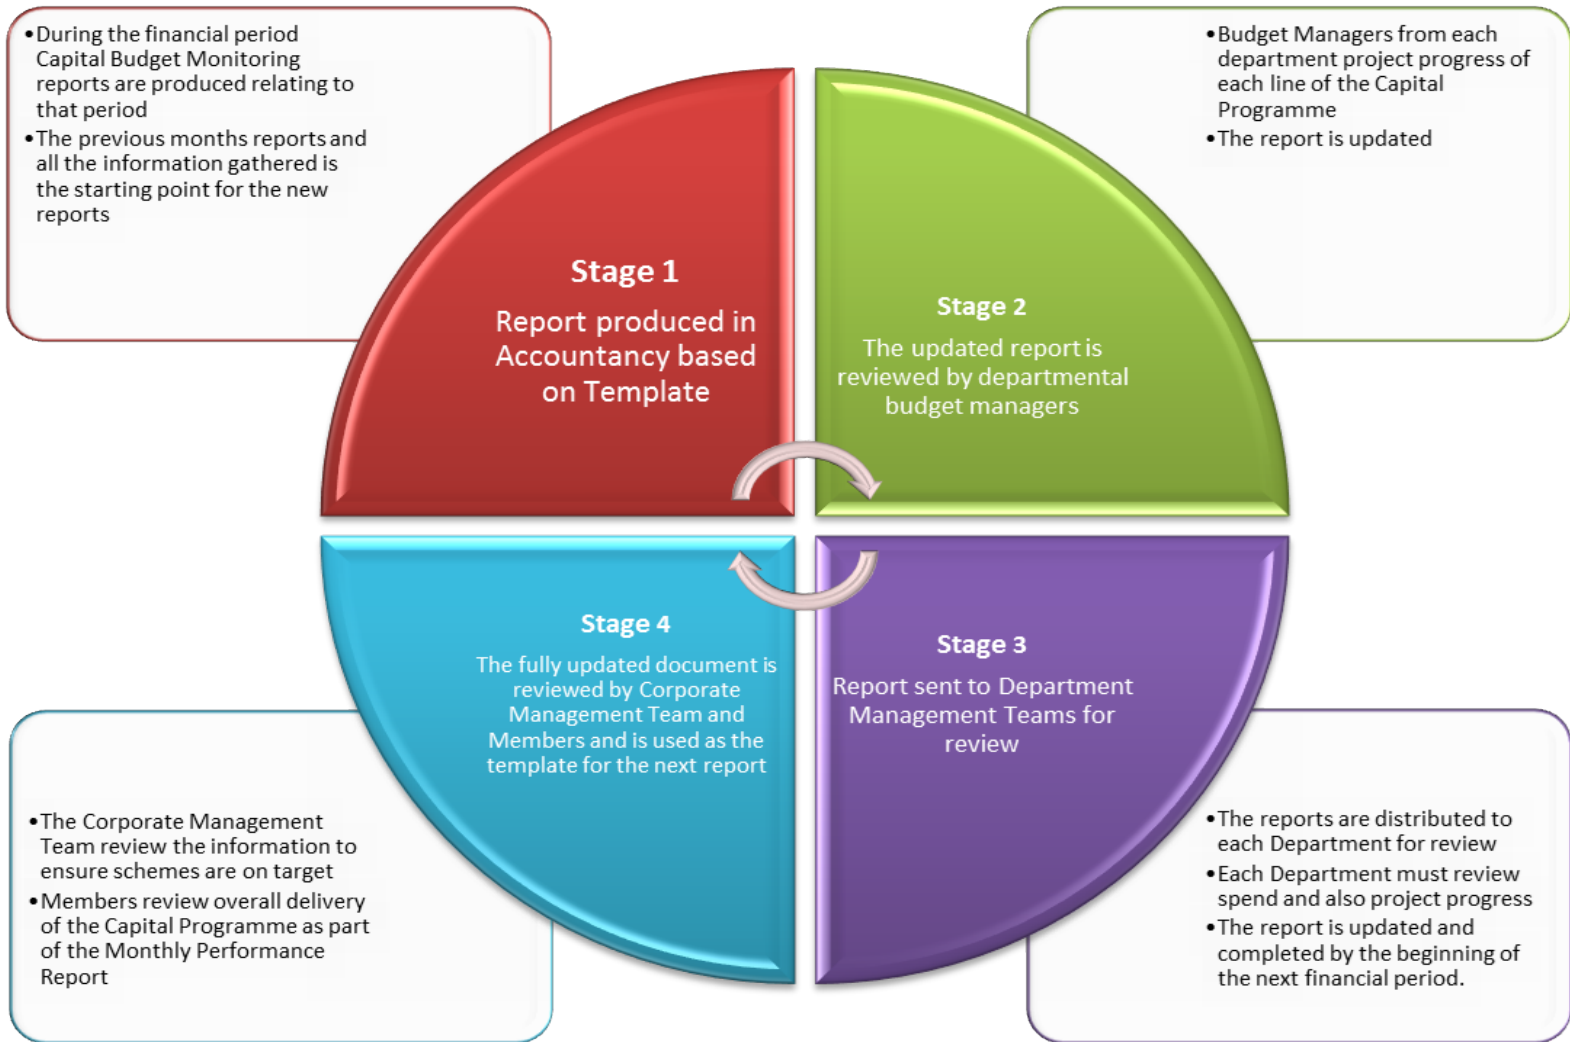 •During the financial period
Capital Budget Monitoring
reports are produced relating to
that period
•The previous months reports and
all the information gathered is
the starting point for the new
reports
Stage 1
Report produced in
Accountancy based
on Template
•Budget Managers from each
department project progress of
each line of the Capital
Programme
•The report is updated
Stage 2
The updated report is
reviewed by departmental
budget managers
Stage 3
Report sent to Department
Management Teams for
review
•The reports are distributed to
each Department for review
•Each Department must review
spend and also project progress
•The report is updated and
completed by the beginning of
the next financial period.
Stage 4
The fully updated document is
reviewed by Corporate
Management Team and
Members and is used as the
template for the next report
•The Corporate Management
Team review the information to
ensure schemes are on target
•Members review overall delivery
of the Capital Programme as part
of the Monthly Performance
Report